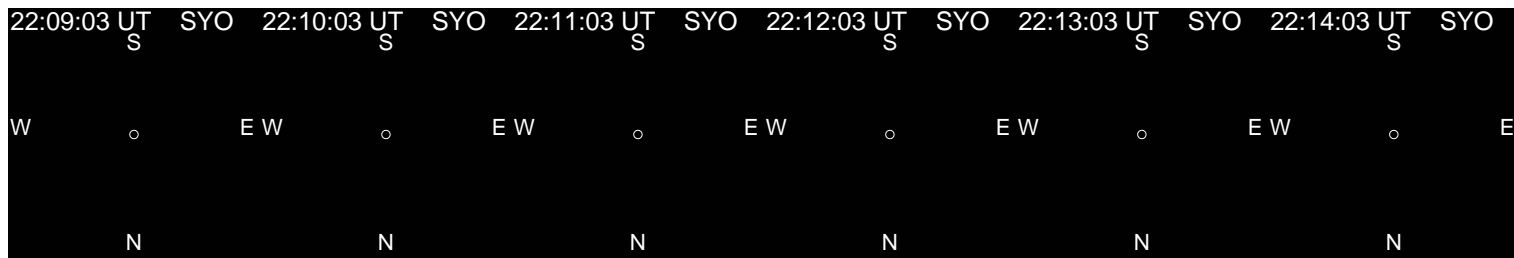 22:09:03 UT SYO 22:10:03 UT SYO 22:11:03 UT SYO 22:12:03 UT SYO 22:13:03 UT SYO 22:14:03 UT SYO
S S S S S S
W E W E W E W E W E W E
N N N N N N